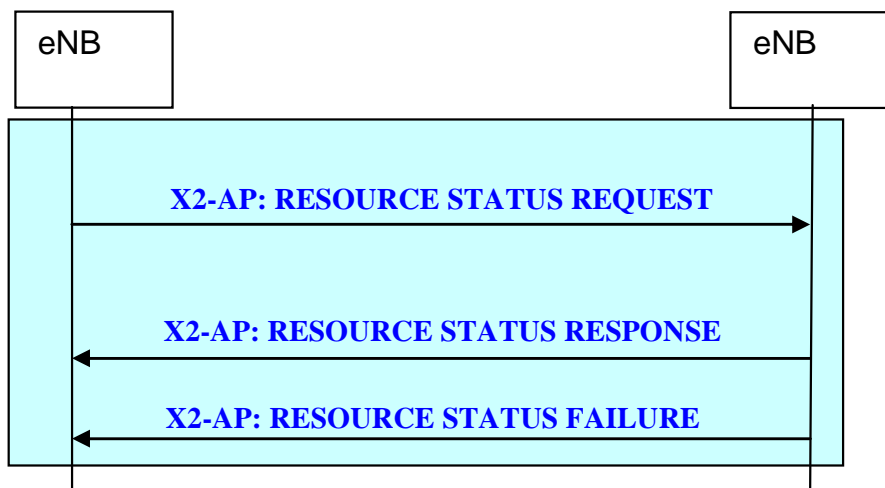 eNB
eNB
X2-AP: RESOURCE STATUS REQUEST
X2-AP: RESOURCE STATUS RESPONSE
X2-AP: RESOURCE STATUS FAILURE